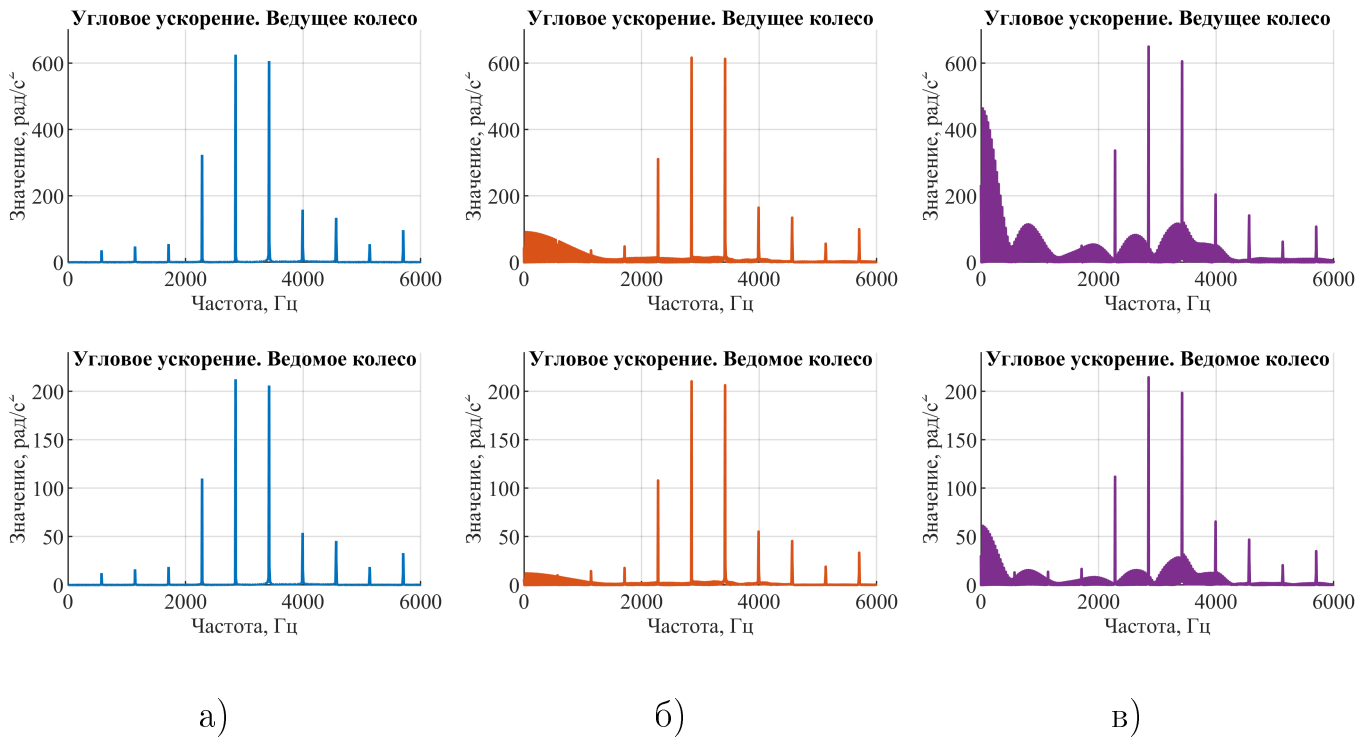 Угловое ускорение. Ведущее колесо
Значение, рад/с²
600
400
200
0
0 2000 4000 6000
Частота, Гц
Угловое ускорение. Ведущее колесо
Значение, рад/с²
600
400
200
0
0 2000 4000 6000
Частота, Гц
Угловое ускорение. Ведущее колесо
Значение, рад/с²
600
400
200
0
0 2000 4000 6000
Частота, Гц
Угловое ускорение. Ведомое колесо
Значение, рад/с²
200
150
100
50
0
0 2000 4000 6000
Частота, Гц
Угловое ускорение. Ведомое колесо
Значение, рад/с²
200
150
100
50
0
0 2000 4000 6000
Частота, Гц
Угловое ускорение. Ведомое колесо
Значение, рад/с²
200
150
100
50
0
0 2000 4000 6000
Частота, Гц
а) б) в)